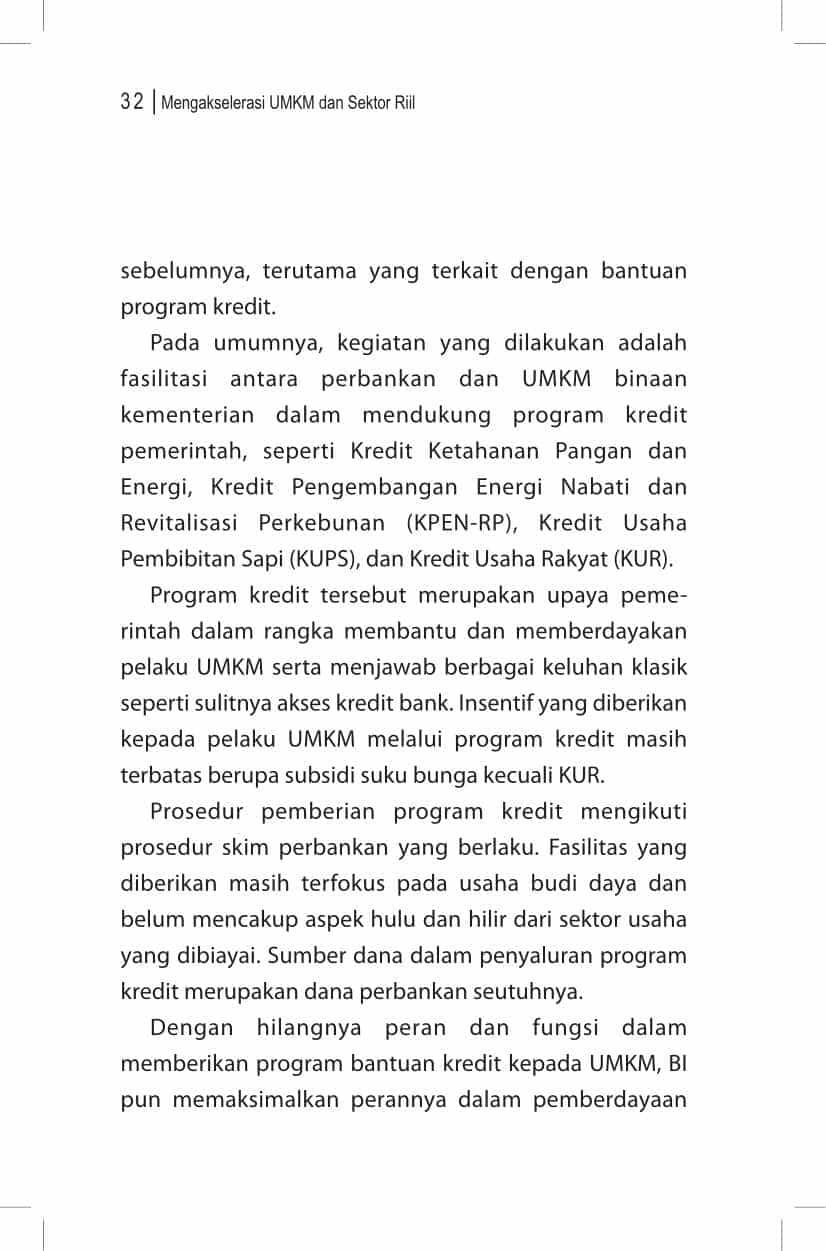 32 | Mengakselerasi UMKM dan Sektor Riil
sebelumnya, terutama yang terkait dengan bantuan
program kredit.
Pada umumnya, kegiatan yang dilakukan adalah
fasilitasi antara perbankan dan UMKM binaan
kementerian dalam mendukung program kredit
pemerintah, seperti Kredit Ketahanan Pangan dan
Energi, Kredit Pengembangan Energi Nabati dan
Revitalisasi Perkebunan (KPEN-RP), Kredit Usaha
Pembibitan Sapi (KUPS), dan Kredit Usaha Rakyat (KUR).
Program kredit tersebut merupakan upaya peme-
rintah dalam rangka membantu dan memberdayakan
pelaku UMKM serta menjawab berbagai keluhan klasik
seperti sulitnya akses kredit bank. Insentif yang diberikan
kepada pelaku UMKM melalui program kredit masih
terbatas berupa subsidi suku bunga kecuali KUR.
Prosedur pemberian program kredit mengikuti
prosedur skim perbankan yang berlaku. Fasilitas yang
diberikan masih terfokus pada usaha budi daya dan
belum mencakup aspek hulu dan hilir dari sektor usaha
yang dibiayai. Sumber dana dalam penyaluran program
kredit merupakan dana perbankan seutuhnya.
Dengan hilangnya peran dan fungsi dalam
memberikan program bantuan kredit kepada UMKM, BI
pun memaksimalkan perannya dalam pemberdayaan